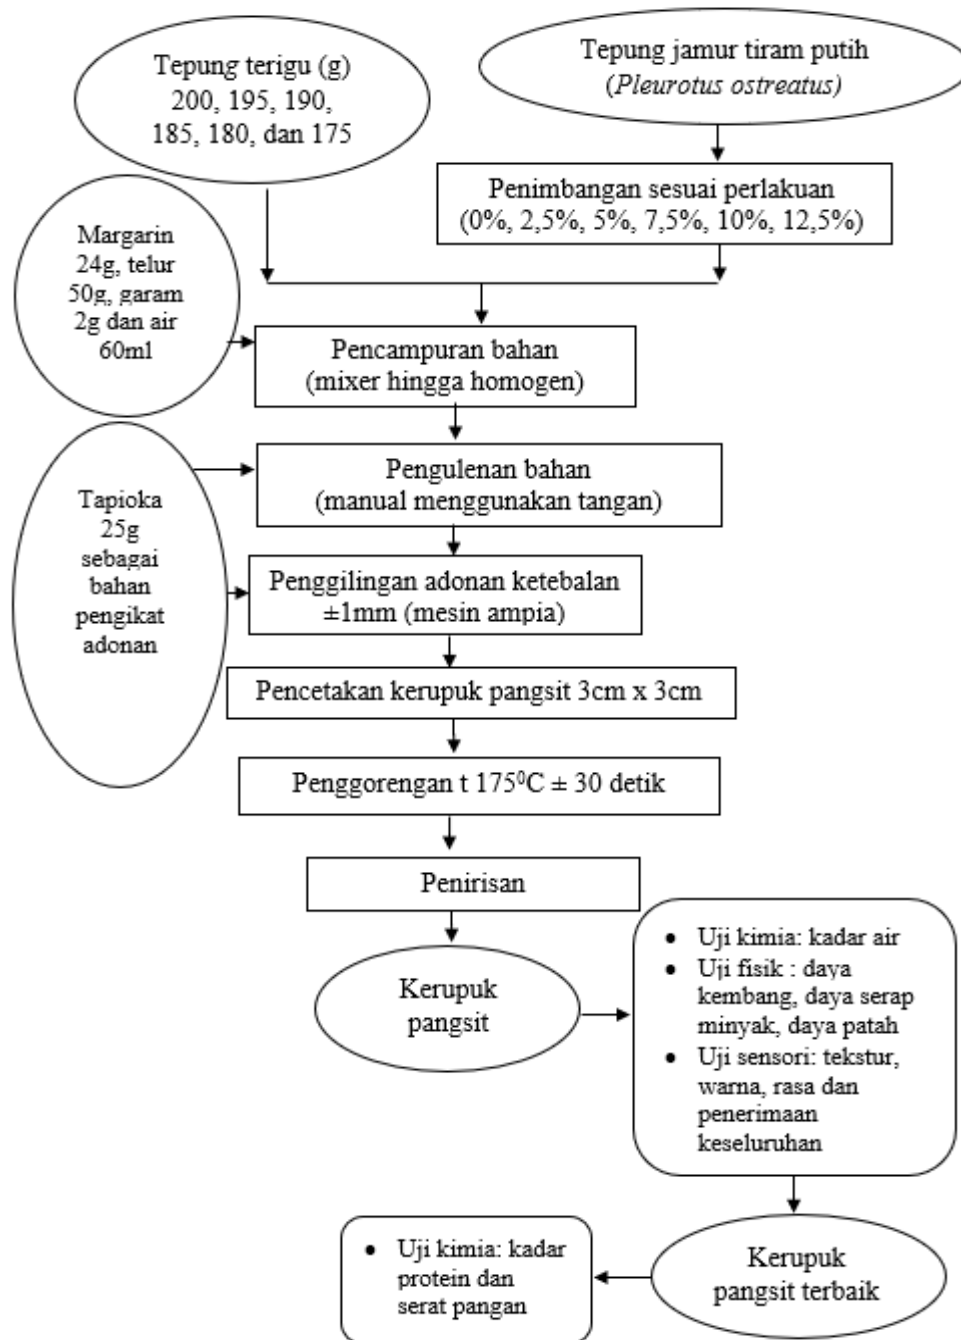 Tepung terigu (g)
200, 195, 190,
185, 180, dan 175
Tepung jamur tiram putih
(Pleurotus ostreatus)
Penimbangan sesuai perlakuan
(0%, 2,5%, 5%, 7,5%, 10%, 12,5%)
Margarin
24g, telur
50g, garam
2g dan air
60ml
Pencampuran bahan
(mixer hingga homogen)
Pengulenan bahan
(manual menggunakan tangan)
Tapioka
25g
sebagai
bahan
pengikat
adonan
Penggilingan adonan ketebalan
±1mm (mesin ampia)
Pencetakan kerupuk pangsit 3cm x 3cm
Penggorengan t 175⁰C ± 30 detik
Penirisan
Kerupuk
pangsit
• Uji kimia: kadar air
• Uji fisik : daya
kembang, daya serap
minyak, daya patah
• Uji sensori: tekstur,
warna, rasa dan
penerimaan
keseluruhan
Kerupuk
pangsit terbaik
• Uji kimia: kadar
protein dan
serat pangan